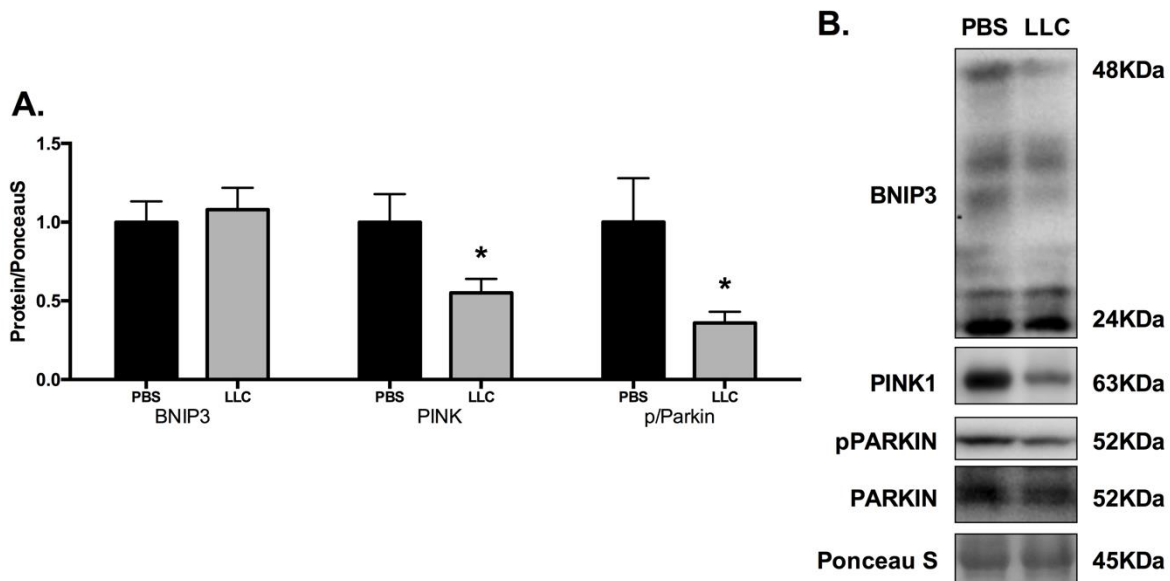 A.
Protein/PonceauS
1.5
1.0
0.5
0.0
*
*
PBS LLC PBS LLC PBS LLC
BNIP3 PINK p/Parkin
B.
PBS LLC
48KDa
BNIP3
24KDa
PINK1 63KDa
pPARKIN 52KDa
PARKIN 52KDa
Ponceau S 45KDa